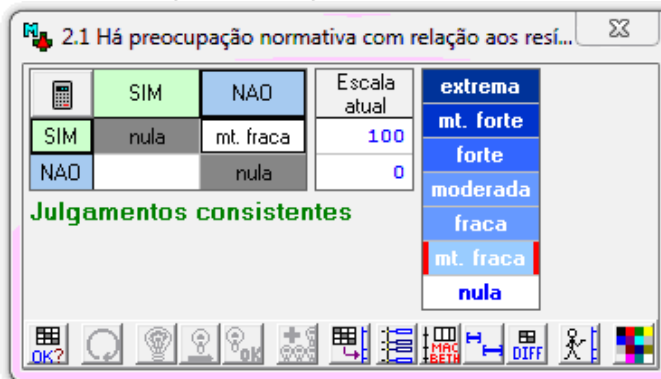 2.1 Há preocupação normativa com relação aos resí...
SIM NAO Escala atual
SIM nula mt. fraca 100
NAO nula 0
Julgamentos consistentes
extrema
mt. forte
forte
moderada
fraca
mt. fraca
nula
OK? OK MAC BETH DIFF